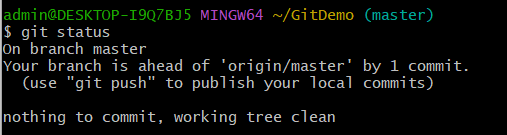 admin@DESKTOP-I9Q7BJ5 MINGW64 ~/GitDemo (master)
$ git status
On branch master
Your branch is ahead of 'origin/master' by 1 commit.
  (use "git push" to publish your local commits)

nothing to commit, working tree clean